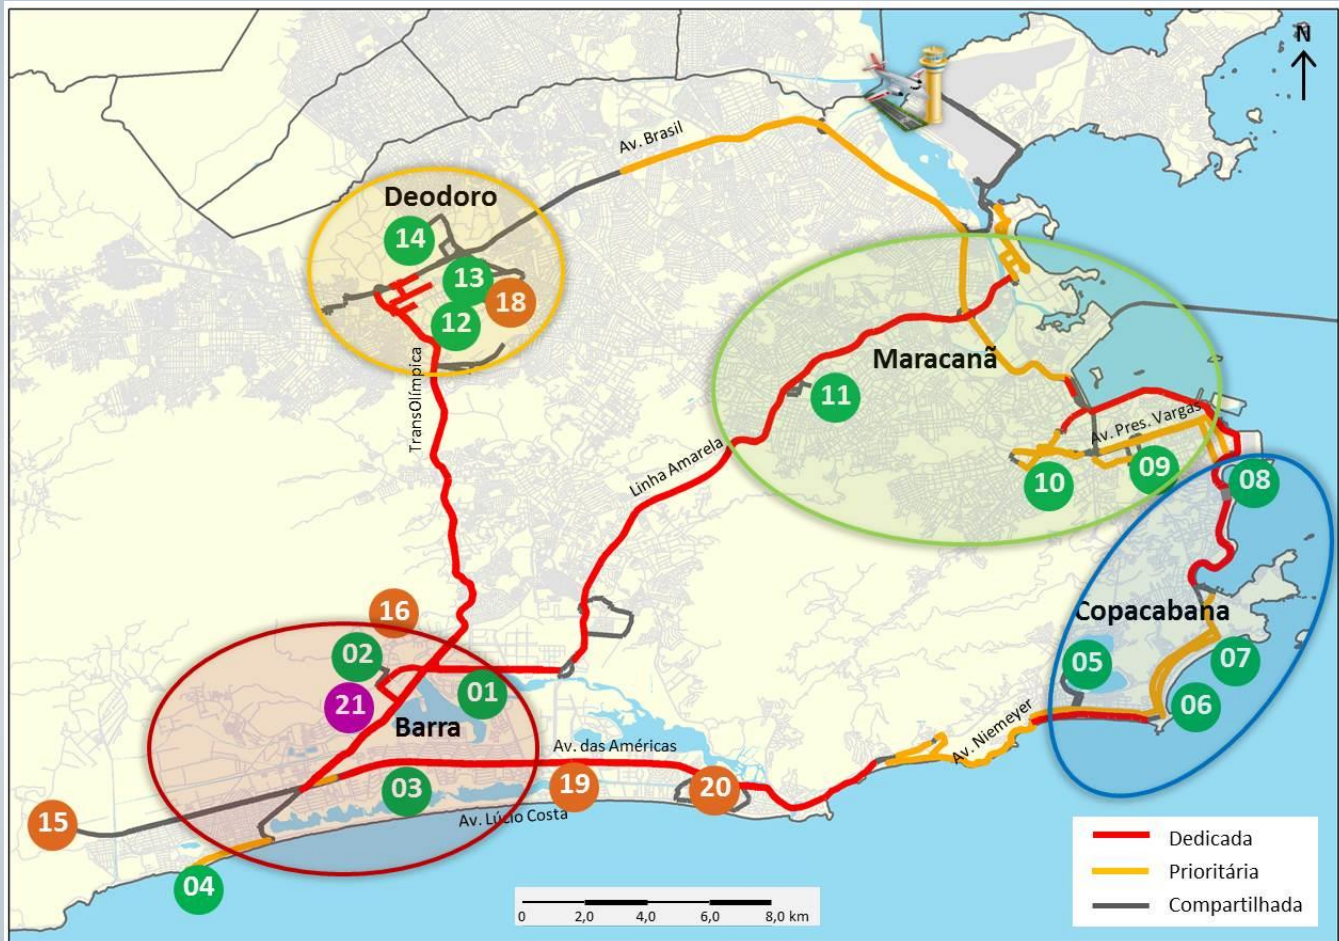 N
Av. Brasil
Deodoro
14
13
18
12
TransOlímpica
Maracanã
11
Linha Amarela
Av. Pres. Vargas
09
10
08
16
02
01
21
Barra
Copacabana
05
07
06
Av. Niemeyer
Av. das Américas
03
19
20
15
Av. Lúcio Costa
04
0 2,0 4,0 6,0 8,0 km
Dedicada
Prioritária
Compartilhada